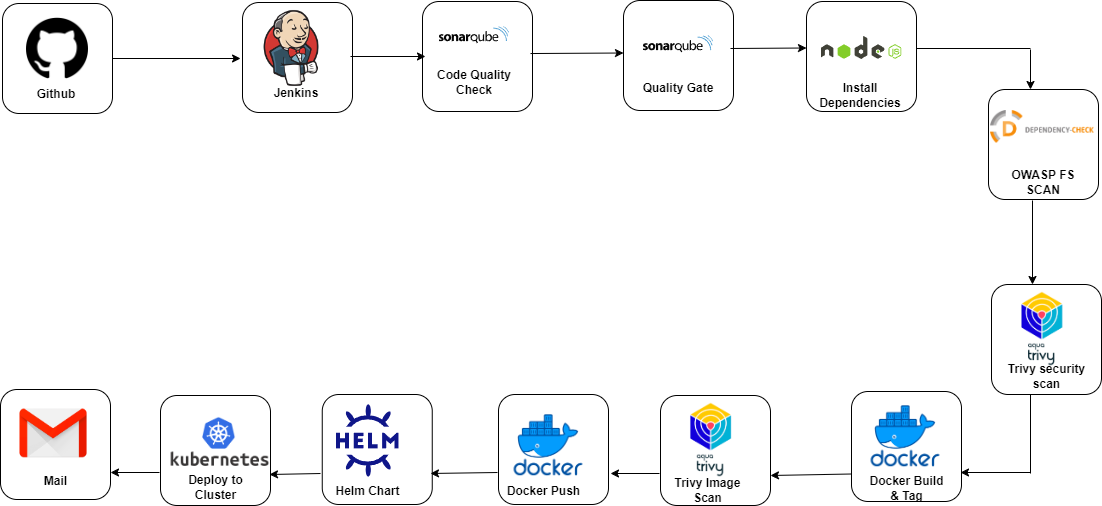 Github
Jenkins
sonarqube
Code Quality
Check
sonarqube
Quality Gate
node
JS
Install
Dependencies
D
DEPENDENCY-CHECK
OWASP FS
SCAN
aqua
trivy
Trivy security
scan
docker
Docker Build
& Tag
aqua
trivy
Trivy Image
Scan
docker
Docker Push
HELM
Helm Chart
kubernetes
Deploy to
Cluster
Mail